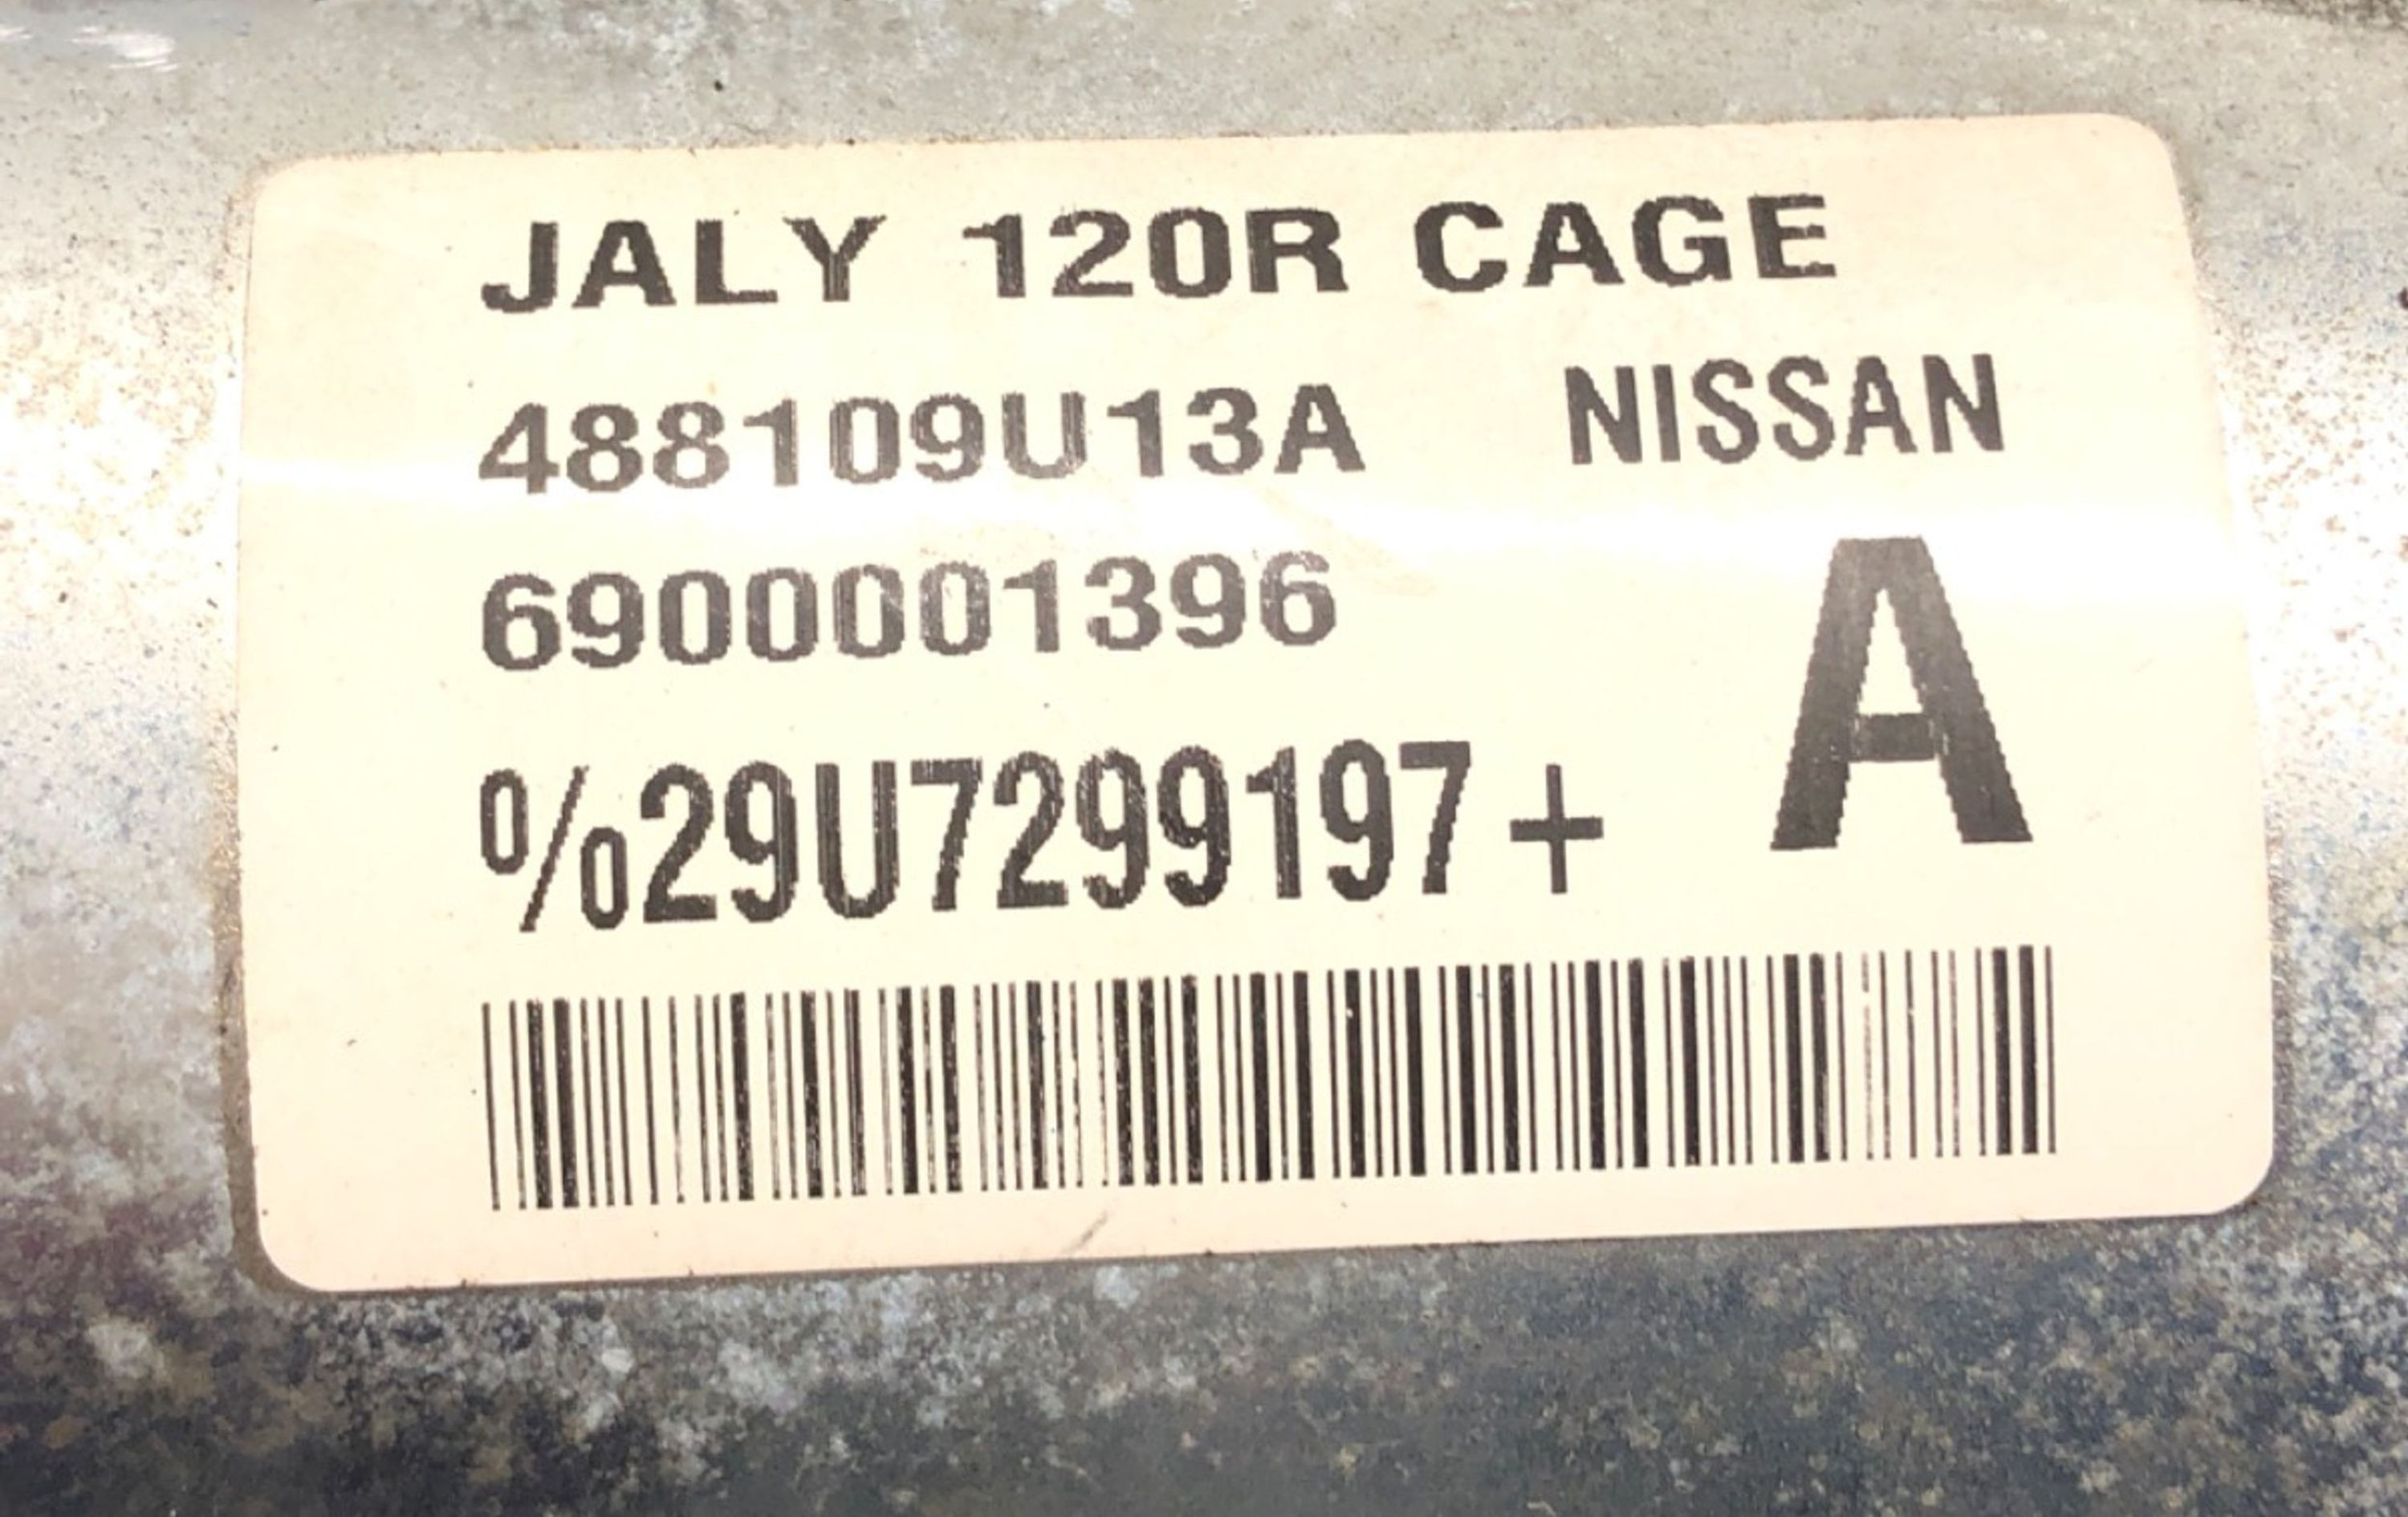 JALY 120R CAGE
488109U13A NISSAN
6900001396
%29U7299197+ A